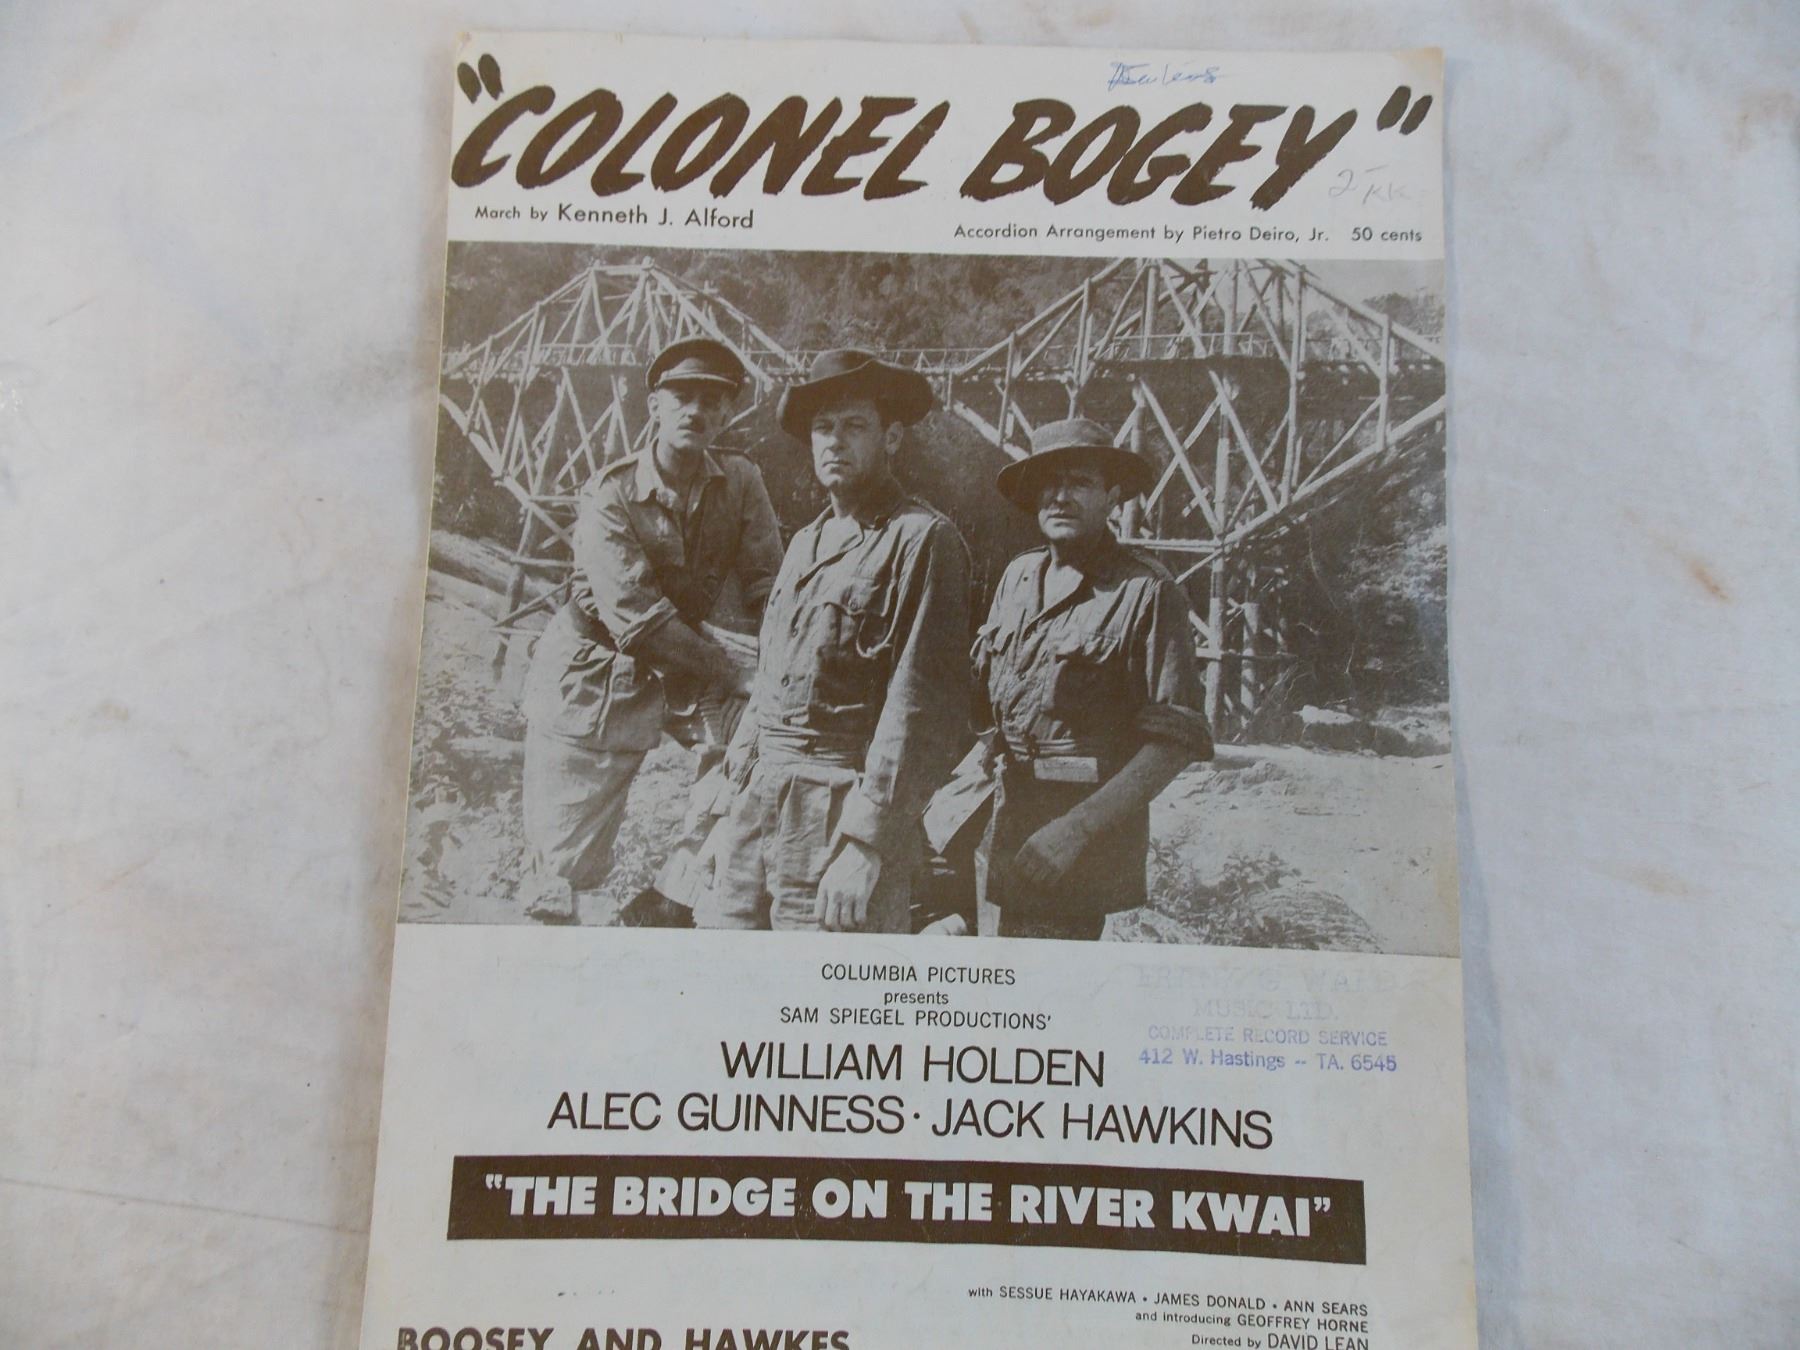 "COLONEL BOGEY"
March by Kenneth J. Alford
Accordion Arrangement by Pietro Deiro, Jr. 50 cents
COLUMBIA PICTURES
presents
SAM SPIEGEL PRODUCTIONS'
WILLIAM HOLDEN
ALEC GUINNESS · JACK HAWKINS
MUSIC LTD.
COMPLETE RECORD SERVICE
412 W. Hastings -- TA. 6545
"THE BRIDGE ON THE RIVER KWAI"
with SESSUE HAYAKAWA • JAMES DONALD • ANN SEARS
and introducing GEOFFREY HORNE
Directed by DAVID LEAN
BOOSEY AND HAWKES